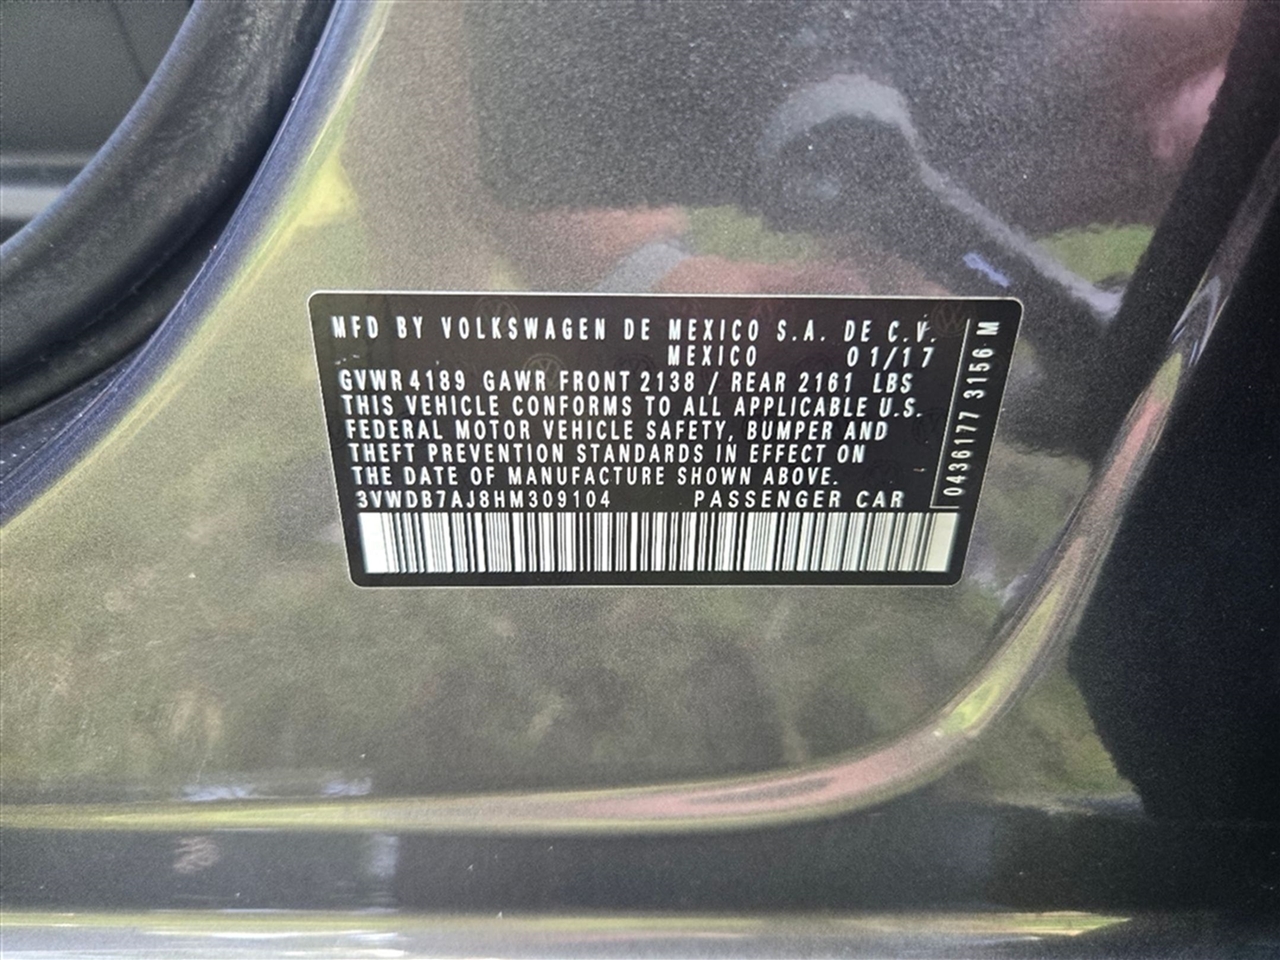 MFD BY VOLKSWAGEN DE MEXICO S.A. DE C.V.
MEXICO 01/17
GVWR 4189 GAWR FRONT 2138 / REAR 2161 LBS
THIS VEHICLE CONFORMS TO ALL APPLICABLE U.S.
FEDERAL MOTOR VEHICLE SAFETY, BUMPER AND
THEFT PREVENTION STANDARDS IN EFFECT ON
THE DATE OF MANUFACTURE SHOWN ABOVE.
3VWDB7AJ8HM309104 PASSENGER CAR
0436177 3156 M